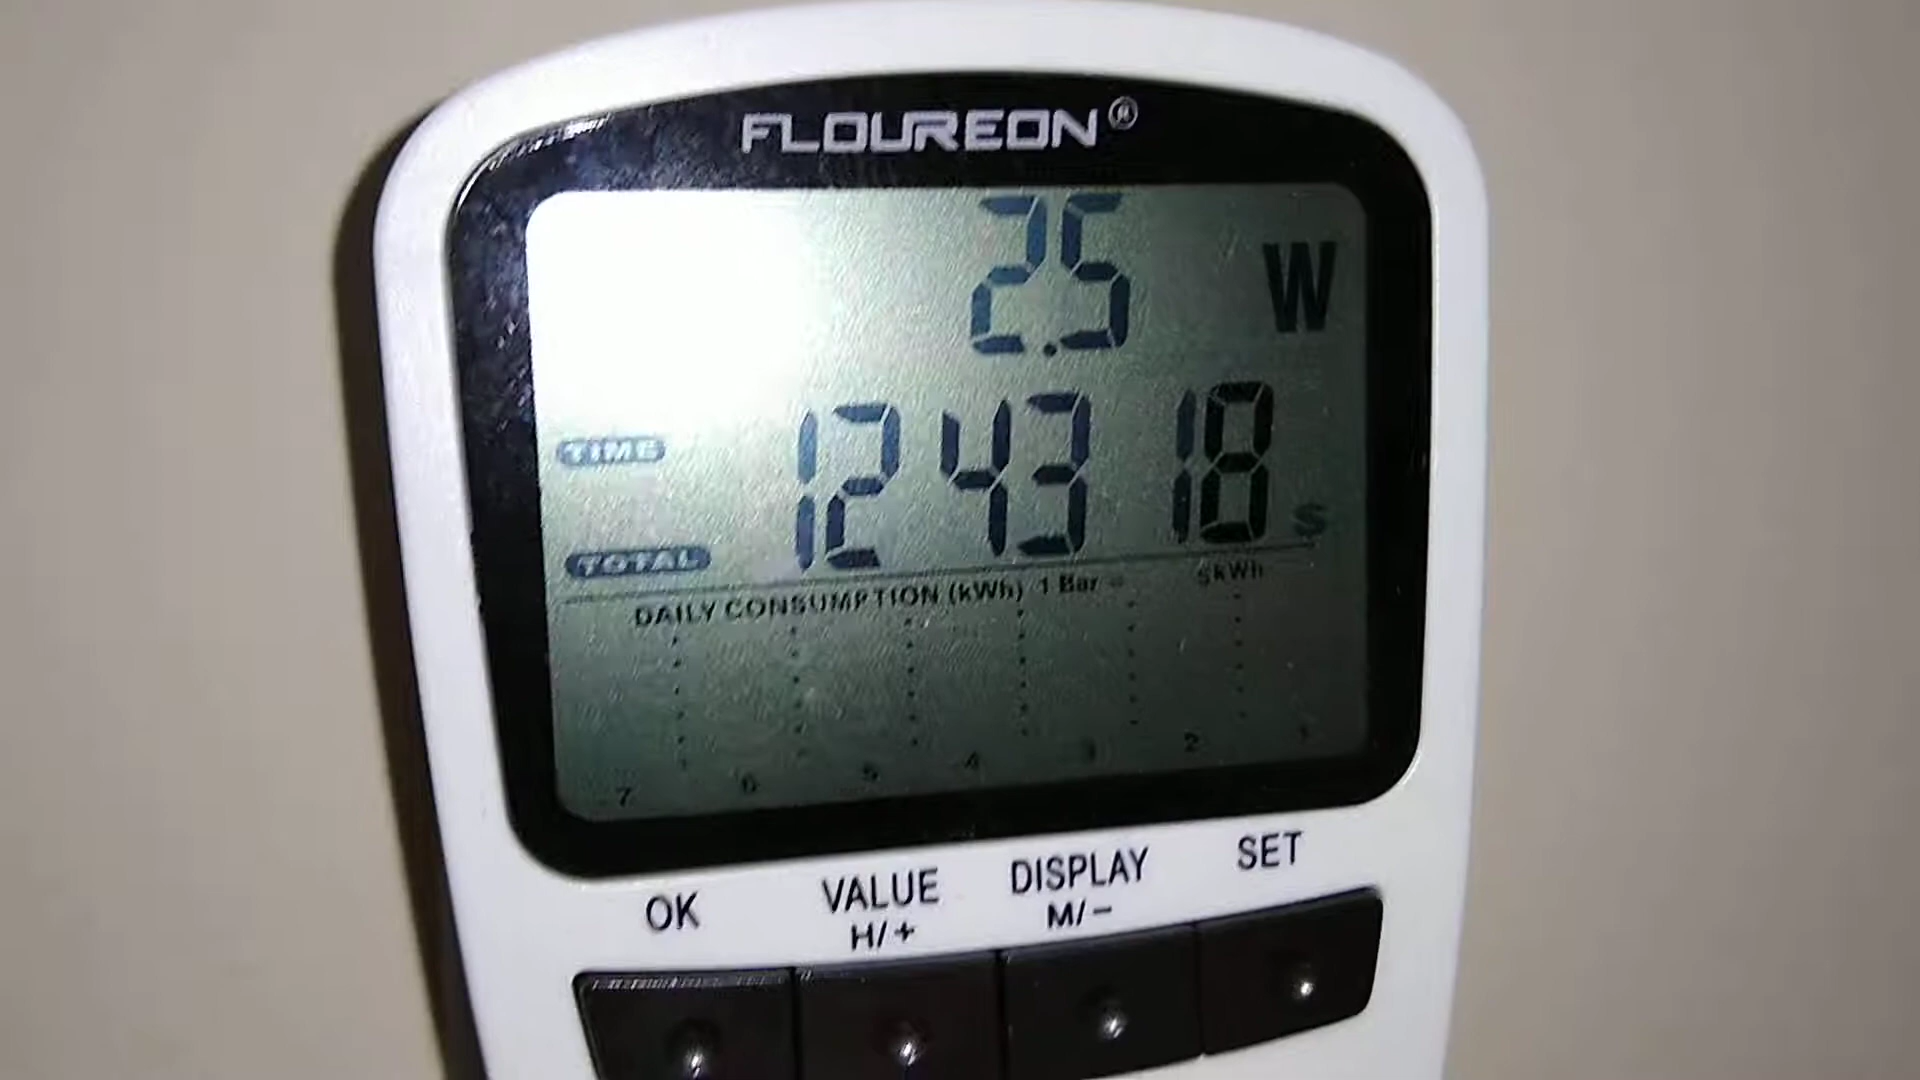 FLOUREON®
2.5 W
TIME 12 43 18 S
TOTAL
DAILY CONSUMPTION (kWh) 1 Bar = 5kWh
7 6 5 4 3 2 1
OK VALUE DISPLAY SET
H/+ M/-